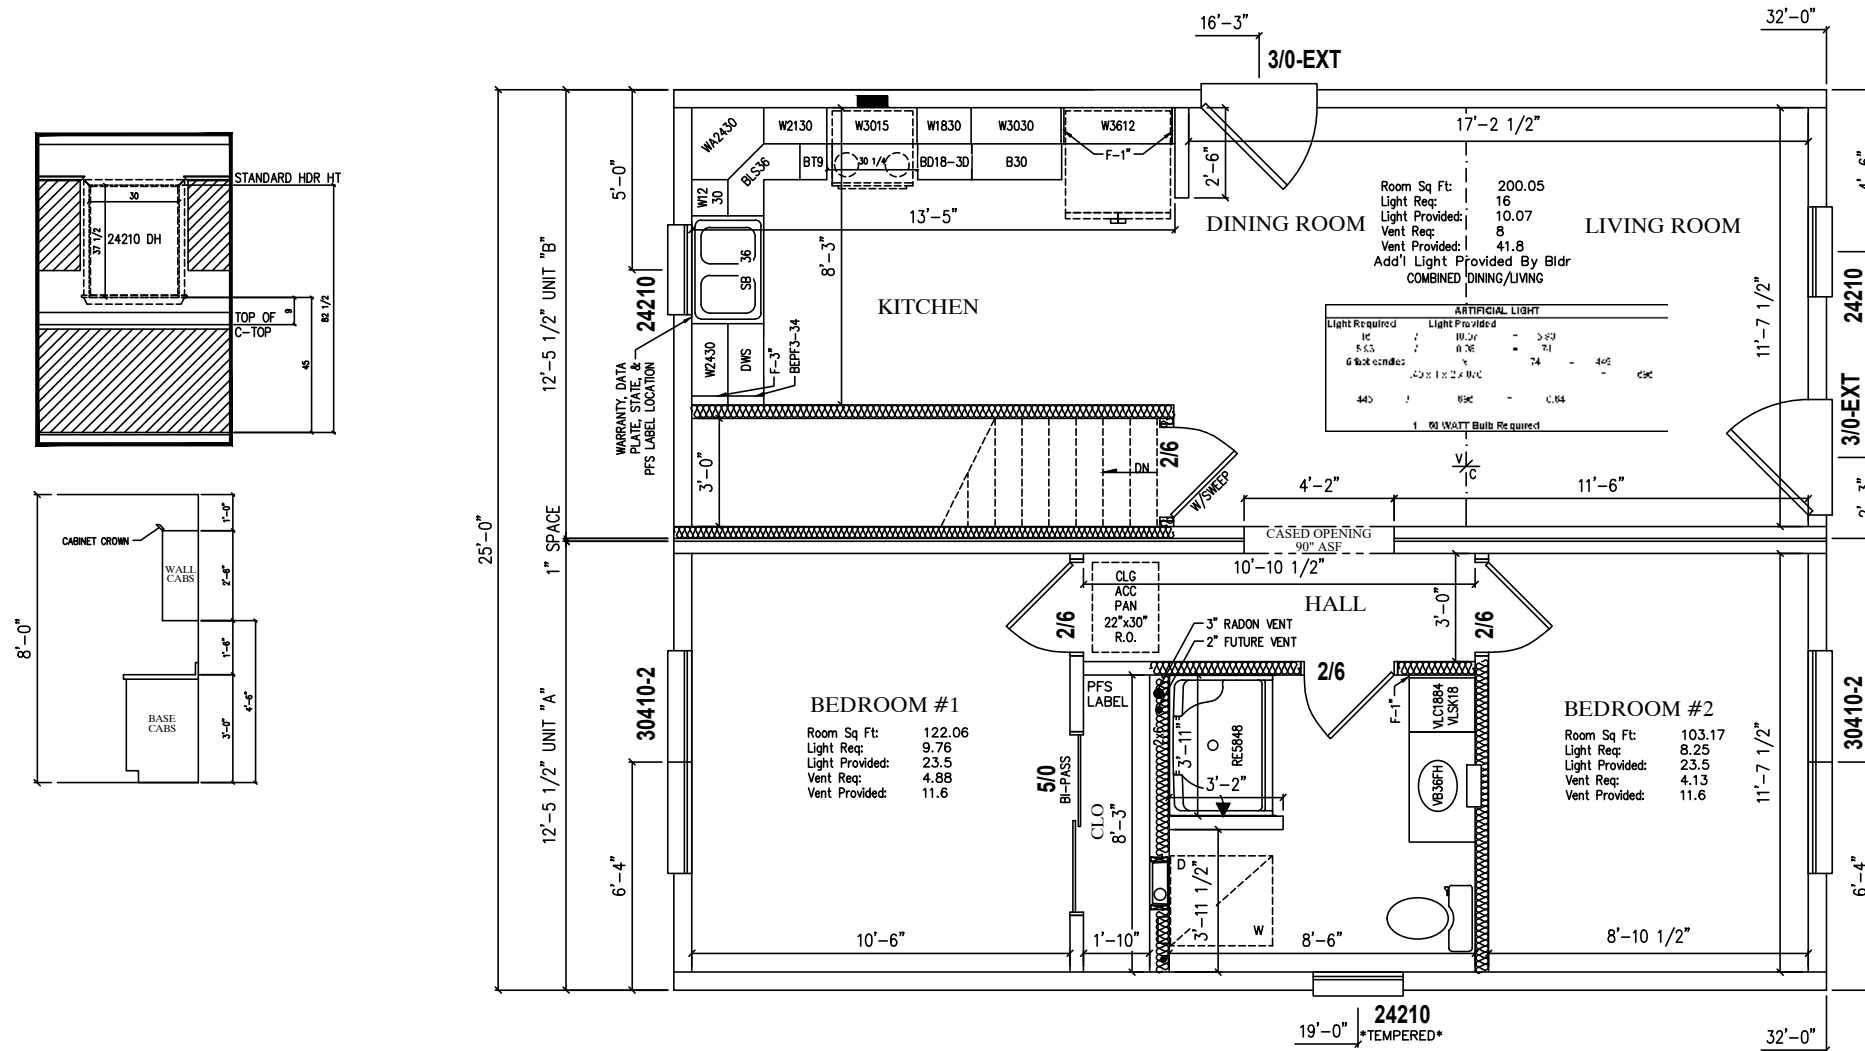 16'-3"
32'-0"
3/0-EXT
STANDARD HDR HT
30
37 1/2
24210 DH
9
TOP OF
C-TOP
82 1/2
45
CABINET CROWN
WALL
CABS
BASE
CABS
1'-0"
2'-6"
1'-6"
3'-0"
4'-6"
8'-0"
25'-0"
12'-5 1/2" UNIT "B"
1" SPACE
12'-5 1/2" UNIT "A"
5'-0"
6'-4"
WA2430
W2130
W3015
W1830
W3030
W3612
BLS36
BT9
30 1/4
BD18-3D
B30
F-1"
W12
30
13'-5"
8'-3"
2'-6"
17'-2 1/2"
SB 36
24210
KITCHEN
W2430
DWS
F-3"
BEPF3-34
WARRANTY, DATA
PLATE, STATE, &
PFS LABEL LOCATION
DINING ROOM
LIVING ROOM
Room Sq Ft: 200.05
Light Req: 16
Light Provided: 10.07
Vent Req: 8
Vent Provided: 41.8
Add'l Light Provided By Bldr
COMBINED DINING/LIVING
ARTIFICIAL LIGHT
Light Required / Light Provided
1 60 WATT Bulb Required
11'-7 1/2"
4'-6"
24210
3/0-EXT
2'-3"
3'-0"
DN
2/6
W/SWEEP
V
C
4'-2"
11'-6"
CASED OPENING
90" ASF
10'-10 1/2"
CLG
ACC
PAN
22"x30"
R.O.
HALL
3'-0"
2/6
2/6
3" RADON VENT
2" FUTURE VENT
2/6
30410-2
BEDROOM #1
Room Sq Ft: 122.06
Light Req: 9.76
Light Provided: 23.5
Vent Req: 4.88
Vent Provided: 11.6
PFS
LABEL
5/0
BI-PASS
CLO
8'-3"
2x6
3'-11"
RE5848
3'-2"
F-1"
VLC1884
VLSK18
VB36FH
BEDROOM #2
Room Sq Ft: 103.17
Light Req: 8.25
Light Provided: 23.5
Vent Req: 4.13
Vent Provided: 11.6
11'-7 1/2"
30410-2
6'-4"
D
W
3'-11 1/2"
10'-6"
1'-10"
8'-6"
8'-10 1/2"
24210
19'-0"
*TEMPERED*
32'-0"